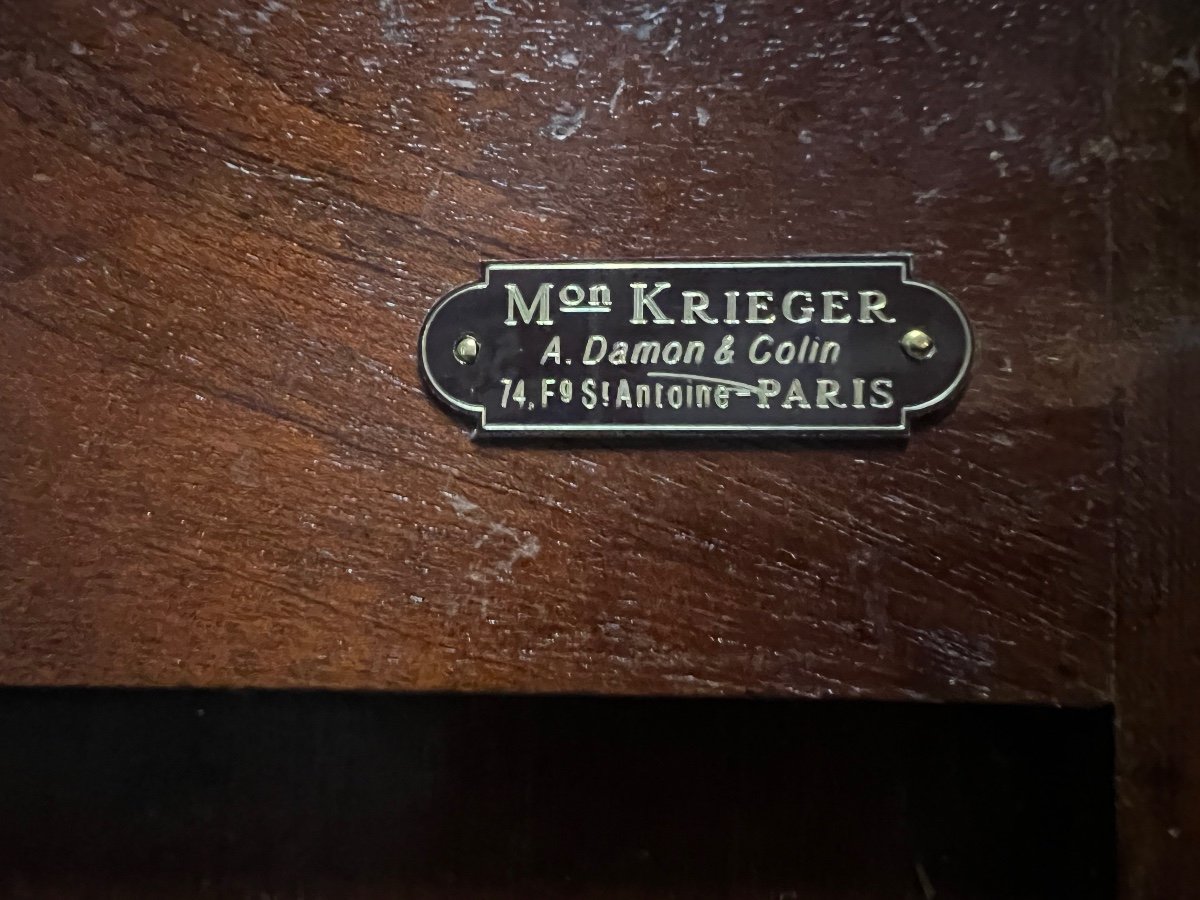 Mon KRIEGER
A. Damon & Colin
74, Fg St Antoine = PARIS